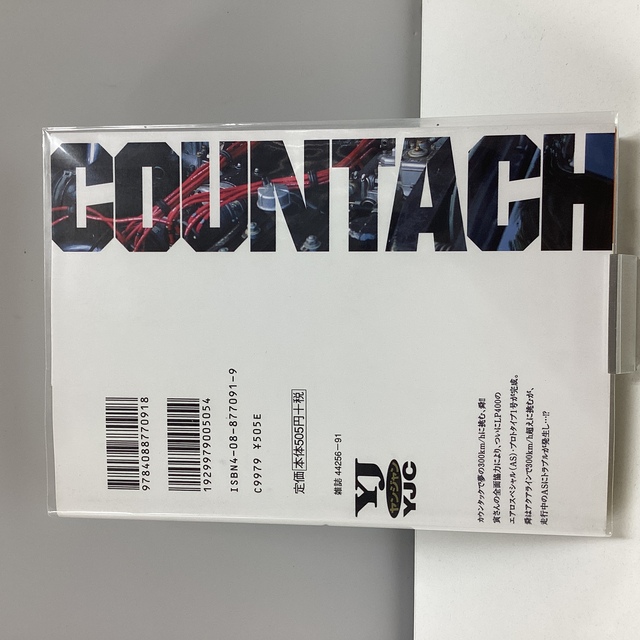 COUNTACH
カウンタックで夢の300km/hに挑む、舜!!
寅さんの全面協力により、ついにLP400の
エアロスペシャル(AS)・プロトタイプ1号が完成。
舜はアクアラインで300km/h超えに挑むが、
走行中のASにトラブルが発生し…!?
YJ
ヤンジャン
YJC
雑誌 44256-91
定価 本体505円+税
ISBN4-08-877091-9
C9979 ¥505E
1929979005054
9784088770918